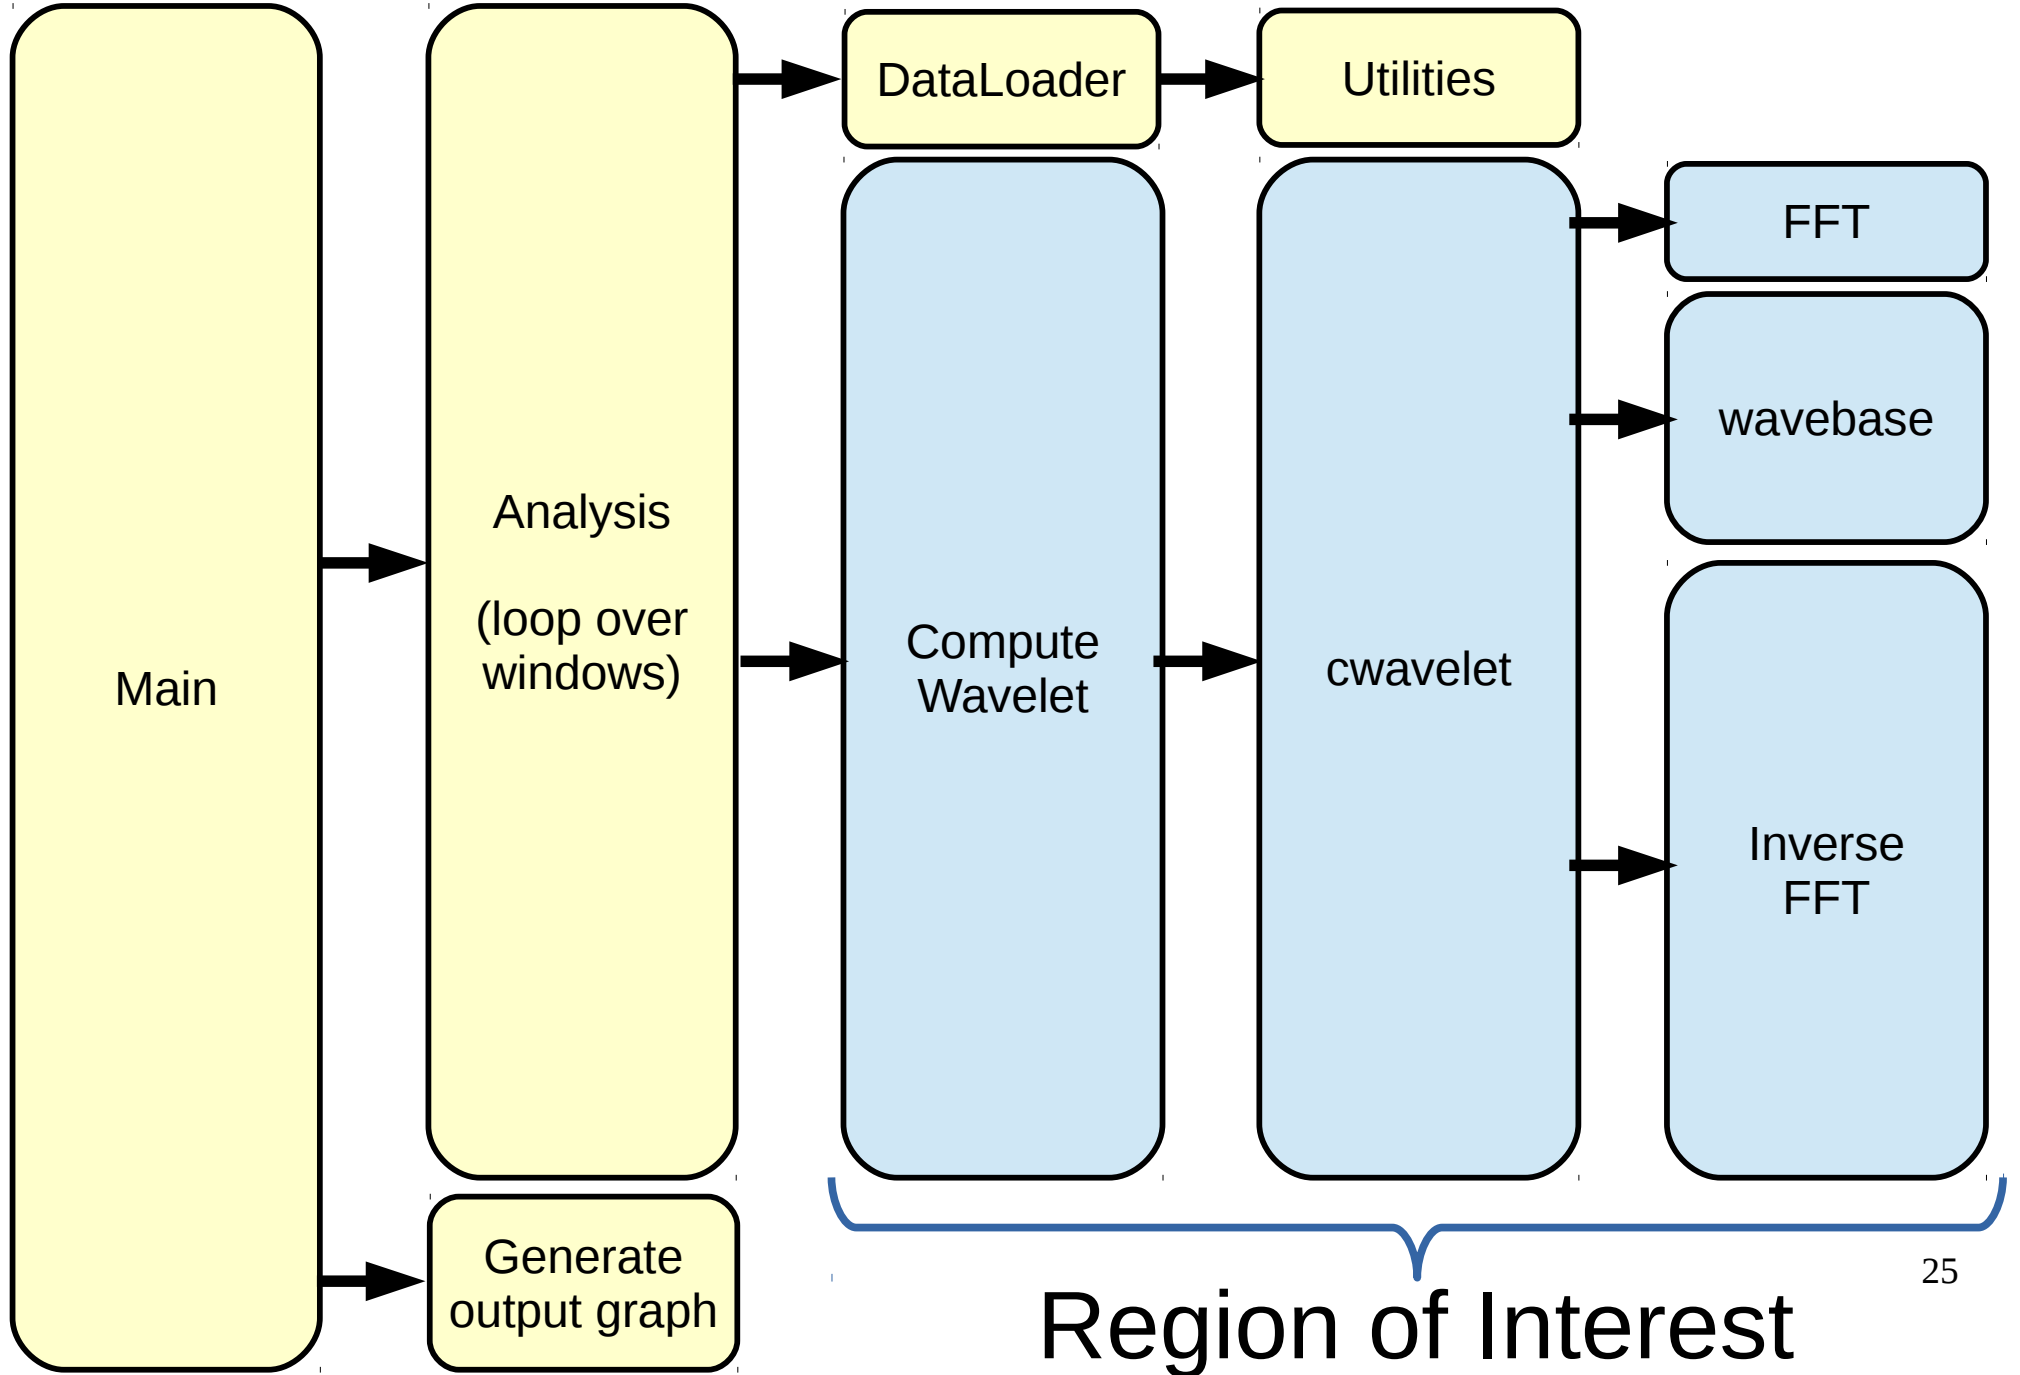 Main
Analysis
(loop over
windows)
Generate
output graph
DataLoader
Utilities
Compute
Wavelet
cwavelet
FFT
wavebase
Inverse
FFT
Region of Interest
25